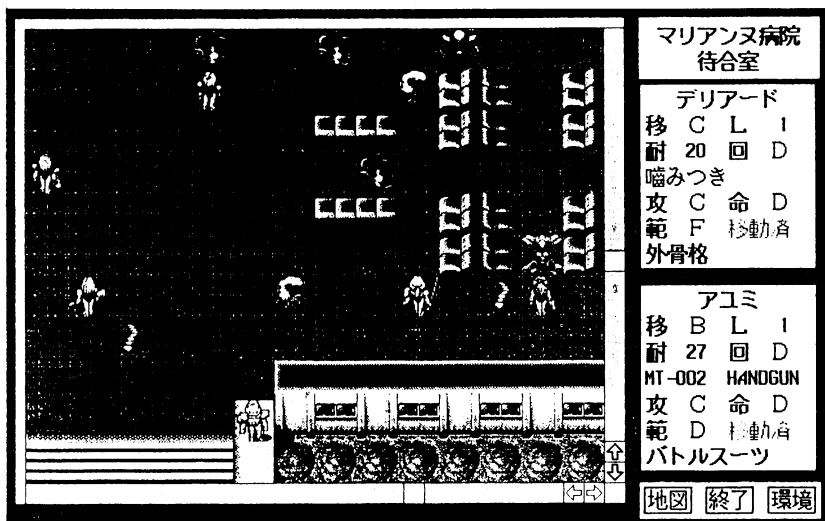 マリアンヌ病院
待合室
デリアード
移 C L 1
耐 20 回 D
噛みつき
攻 C 命 D
範 F 移動済
外骨格
アユミ
移 B L 1
耐 27 回 D
MT-002 HANDGUN
攻 C 命 D
範 D 移動済
バトルスーツ
地図 終了 環境